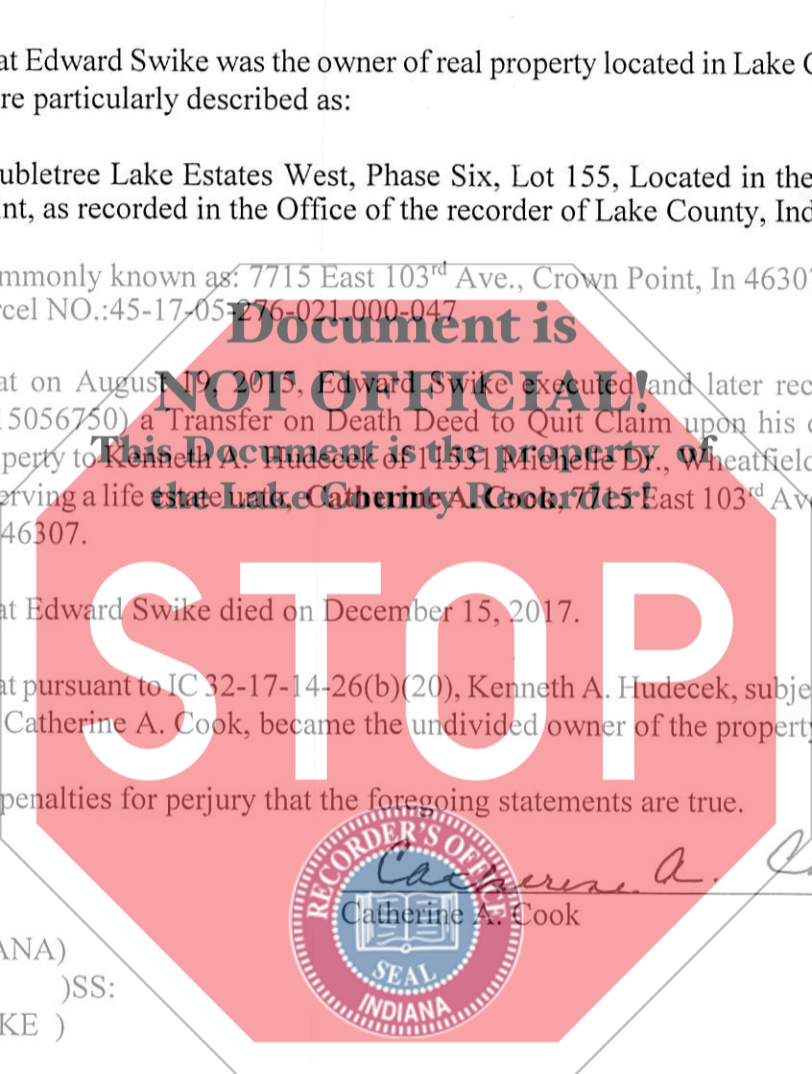 at Edward Swike was the owner of real property located in Lake C
re particularly described as:
ubletree Lake Estates West, Phase Six, Lot 155, Located in the
nt, as recorded in the Office of the recorder of Lake County, Ind
mmonly known as: 7715 East 103rd Ave., Crown Point, In 46307
cel NO.:45-17-05-276-021.000-047
Document is
at on August 19, 2015, Edward Swike executed and later rec
NOT OFFICIAL!
15056750) a Transfer on Death Deed to Quit Claim upon his
perty to Kenneth A. Hudecek of 11531 Michelle Dr., Wheatfield
This Document is the property of
erving a life estate unto, Catherine A. Cook, 7715 East 103rd Av
the Lake County Recorder!
46307.
STOP
at Edward Swike died on December 15, 2017.
at pursuant to IC 32-17-14-26(b)(20), Kenneth A. Hudecek, subje
Catherine A. Cook, became the undivided owner of the property
penalties for perjury that the foregoing statements are true.
Catherine A.
Catherine A. Cook
RECORDER'S OFFICE
SEAL
INDIANA
ANA)
)SS:
KE )